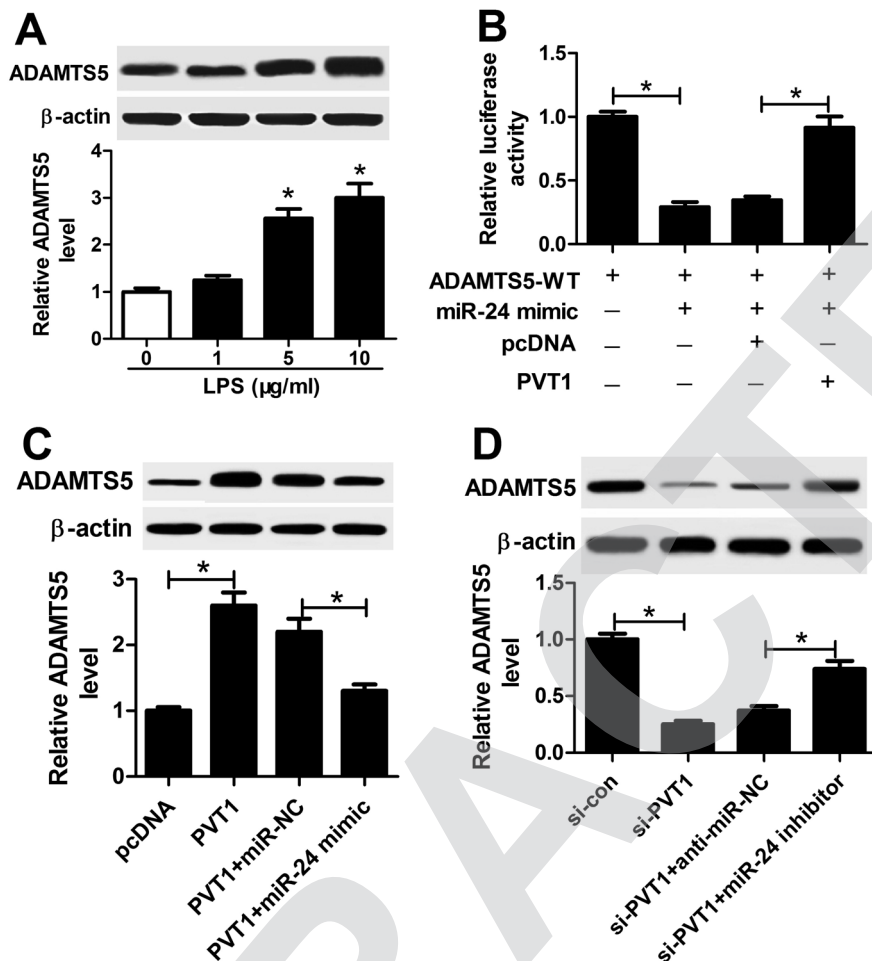 A
ADAMTS5
β-actin
Relative ADAMTS5
level
4
3
2
1
0
*
*
0 1 5 10
LPS (µg/ml)
B
Relative luciferase
activity
1.5
1.0
0.5
0.0
*
*
ADAMTS5-WT + + + +
miR-24 mimic – + + +
pcDNA – – + –
PVT1 – – – +
C
ADAMTS5
β-actin
Relative ADAMTS5
level
3
2
1
0
*
*
pcDNA
PVT1
PVT1+miR-NC
PVT1+miR-24 mimic
D
ADAMTS5
β-actin
Relative ADAMTS5
level
1.5
1.0
0.5
0.0
*
*
si-con
si-PVT1
si-PVT1+anti-miR-NC
si-PVT1+miR-24 inhibitor